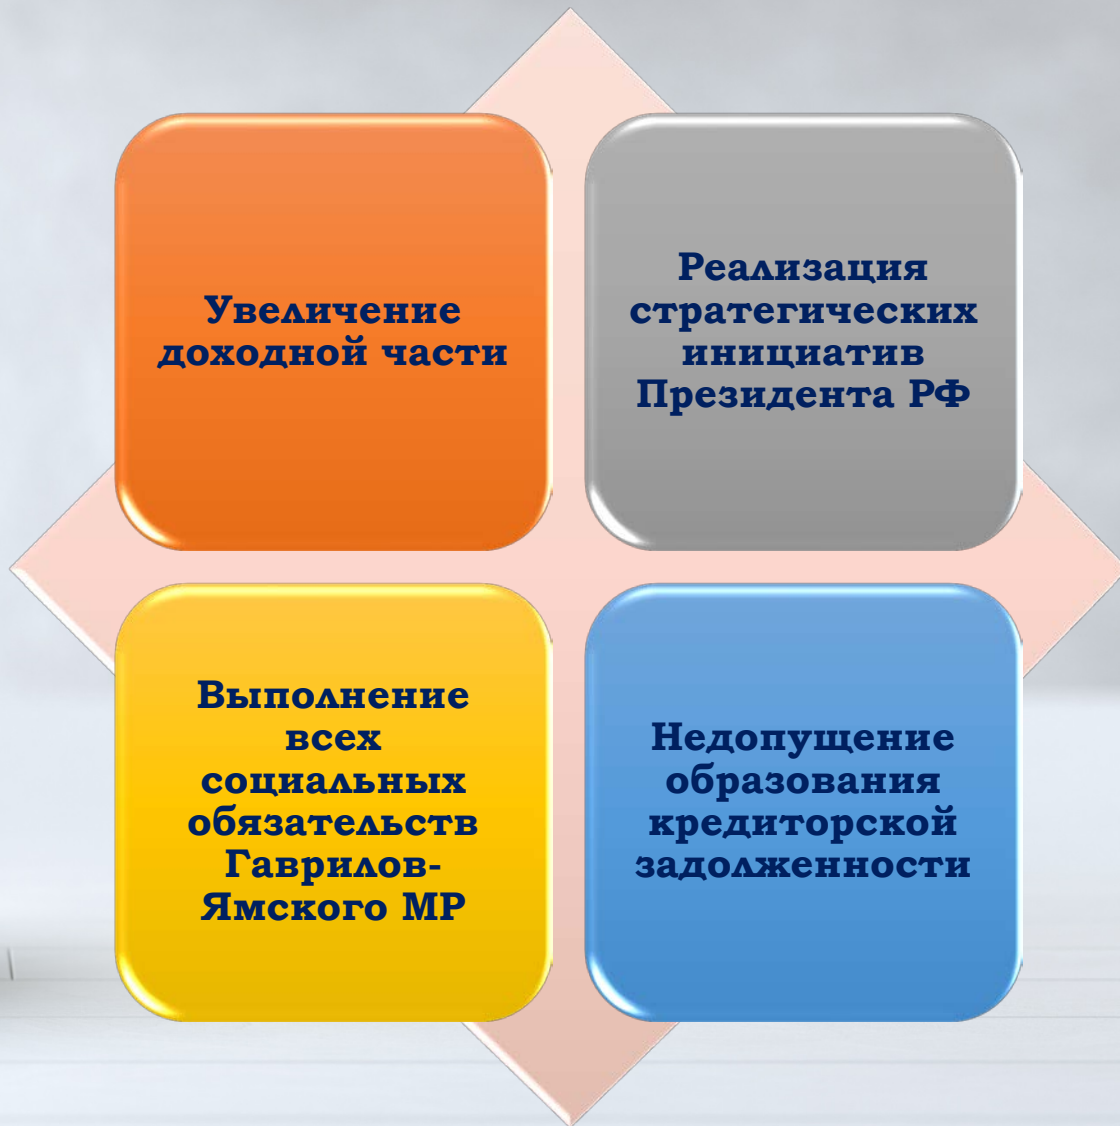 Увеличение
доходной части
Реализация
стратегических
инициатив
Президента РФ
Выполнение
всех
социальных
обязательств
Гаврилов-
Ямского МР
Недопущение
образования
кредиторской
задолженности